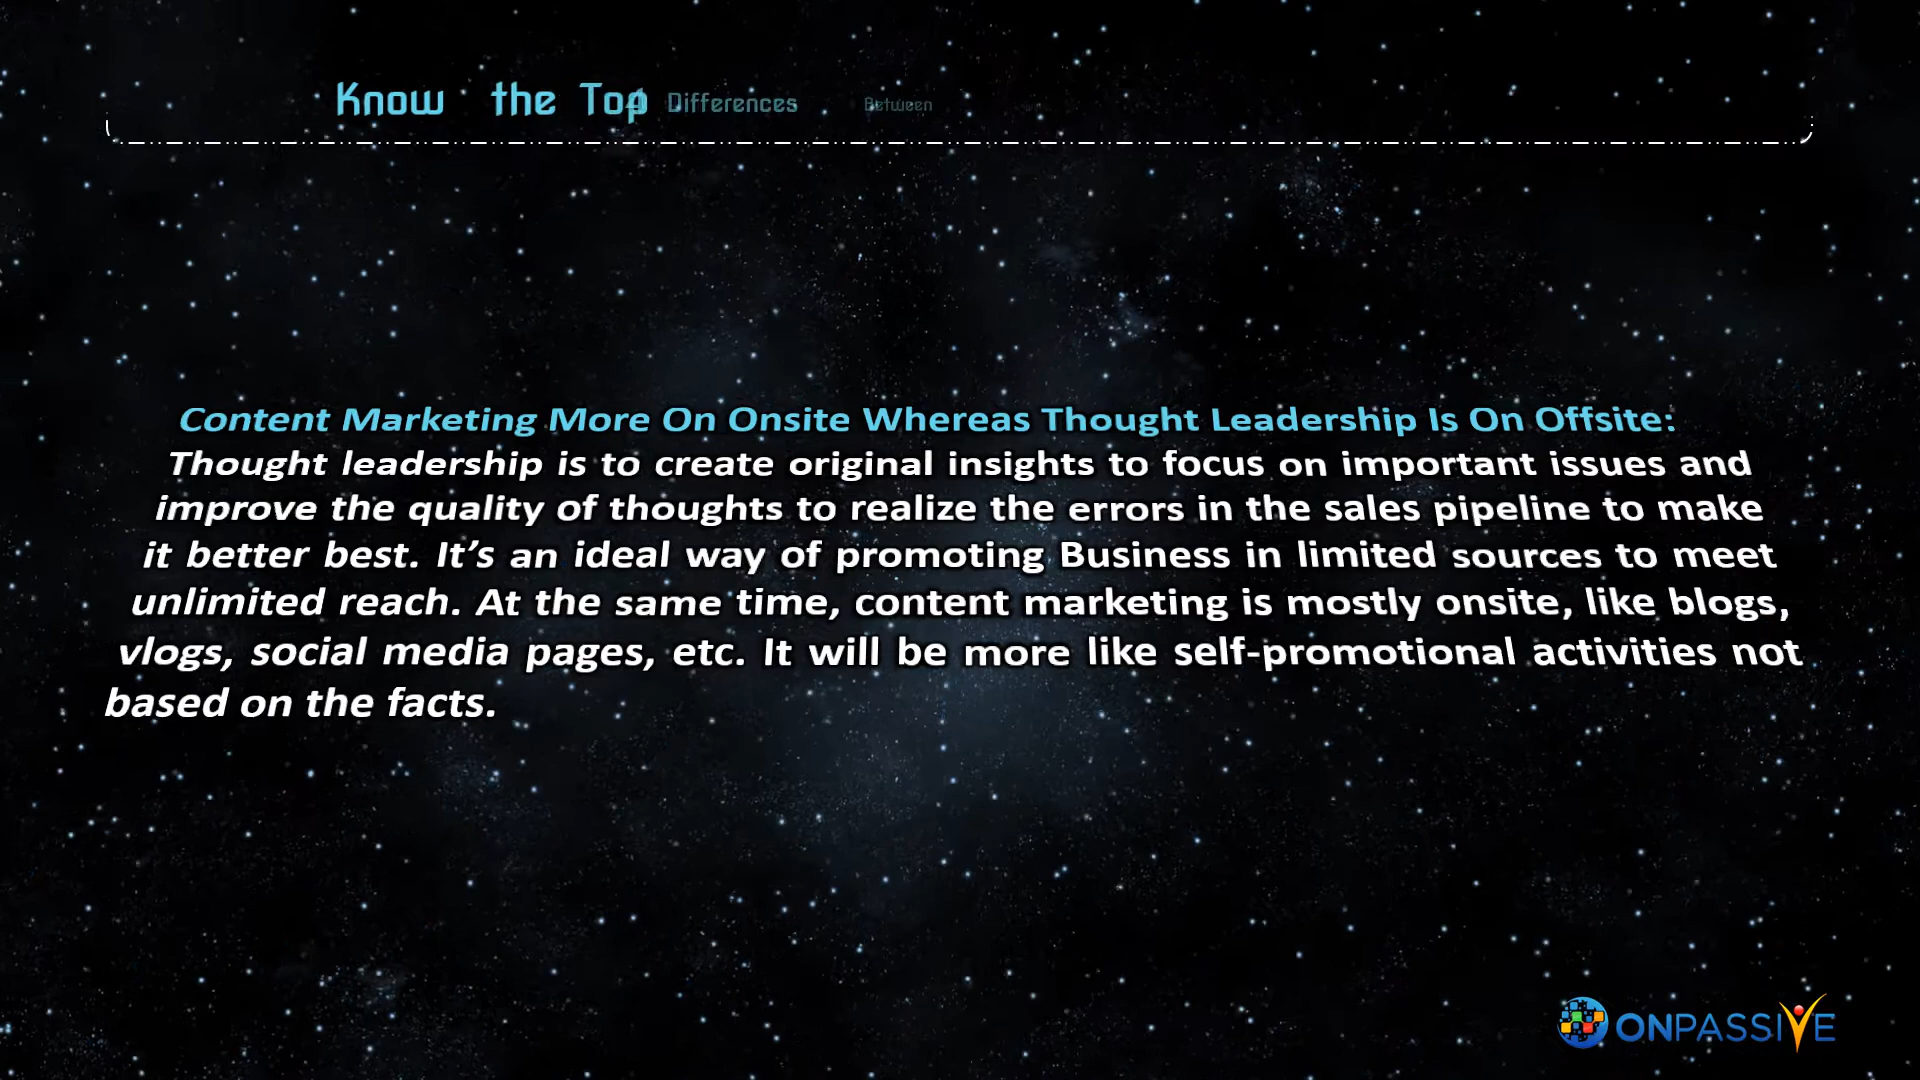 Know the Top Differences Between
Content Marketing More On Onsite Whereas Thought Leadership Is On Offsite:
Thought leadership is to create original insights to focus on important issues and
improve the quality of thoughts to realize the errors in the sales pipeline to make
it better best. It's an ideal way of promoting Business in limited sources to meet
unlimited reach. At the same time, content marketing is mostly onsite, like blogs,
vlogs, social media pages, etc. It will be more like self-promotional activities not
based on the facts.
ONPASSIVE